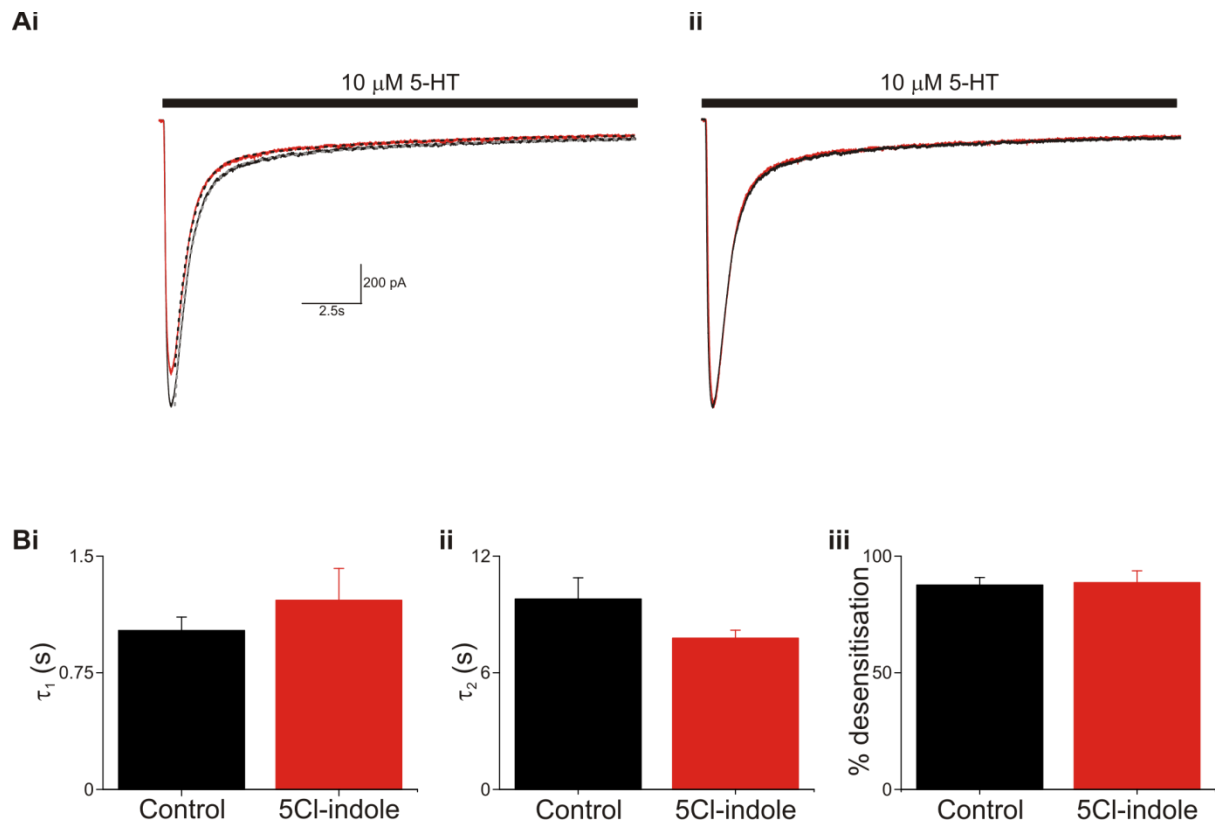 Ai
ii
10 μM 5-HT
10 μM 5-HT
200 pA
2.5s
Bi
ii
iii
1.5
0.75
0
τ1 (s)
Control
5Cl-indole
12
6
0
τ2 (s)
Control
5Cl-indole
100
50
0
% desensitisation
Control
5Cl-indole